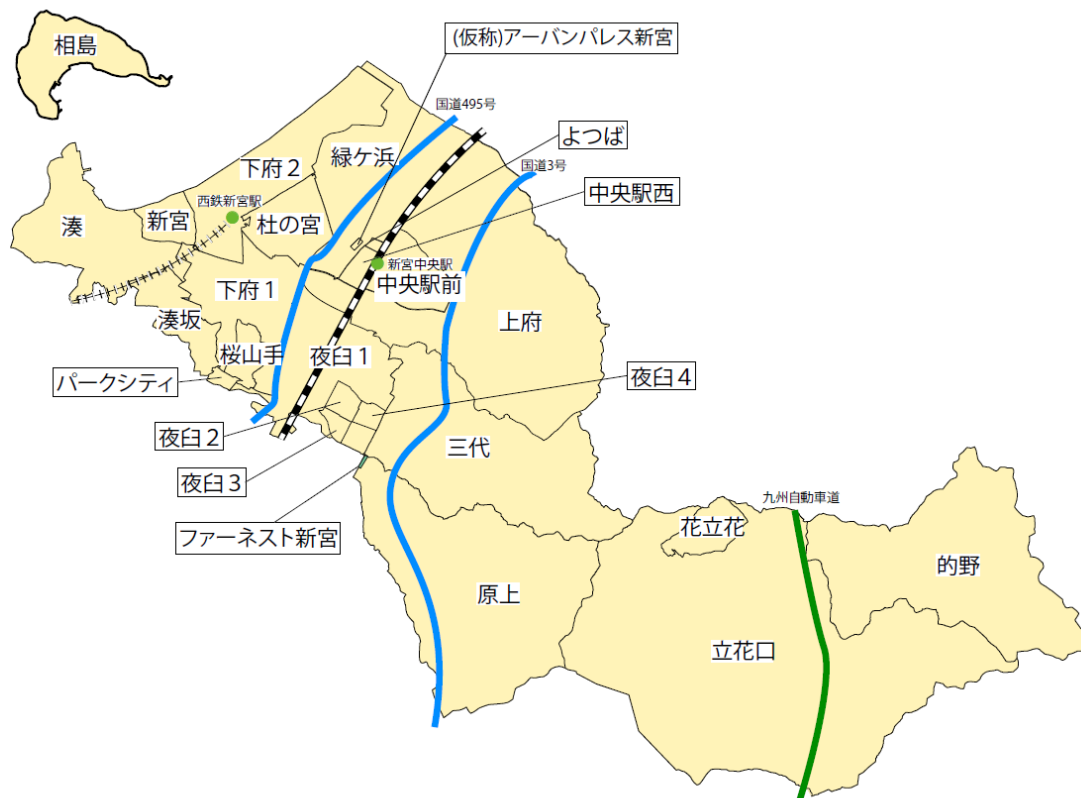 相島
(仮称)アーバンパレス新宮
国道495号
よつば
緑ケ浜
国道3号
下府2
中央駅西
西鉄新宮駅
新宮
杜の宮
湊
新宮中央駅
中央駅前
下府1
湊坂
上府
桜山手
夜臼1
パークシティ
夜臼4
夜臼2
三代
夜臼3
九州自動車道
花立花
ファーネスト新宮
的野
原上
立花口